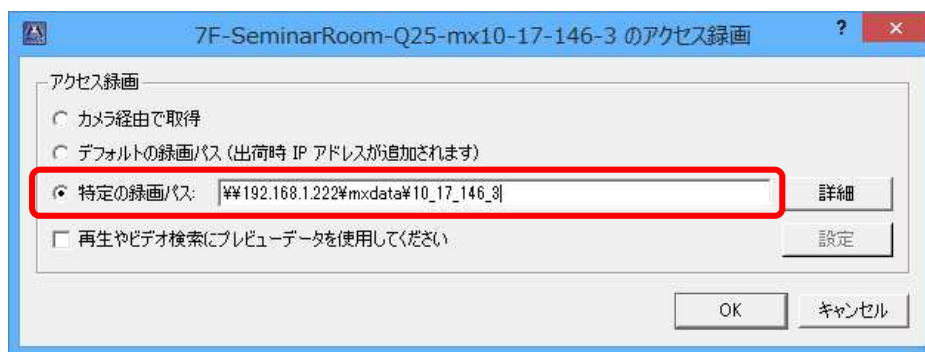 7F-SeminarRoom-Q25-mx10-17-146-3 のアクセス録画 ? ×
アクセス録画
カメラ経由で取得
デフォルトの録画パス (出荷時 IP アドレスが追加されます)
特定の録画パス: ¥¥192.168.1.222¥mxdata¥10_17_146_3 詳細
再生やビデオ検索にプレビューデータを使用してください 設定
OK キャンセル